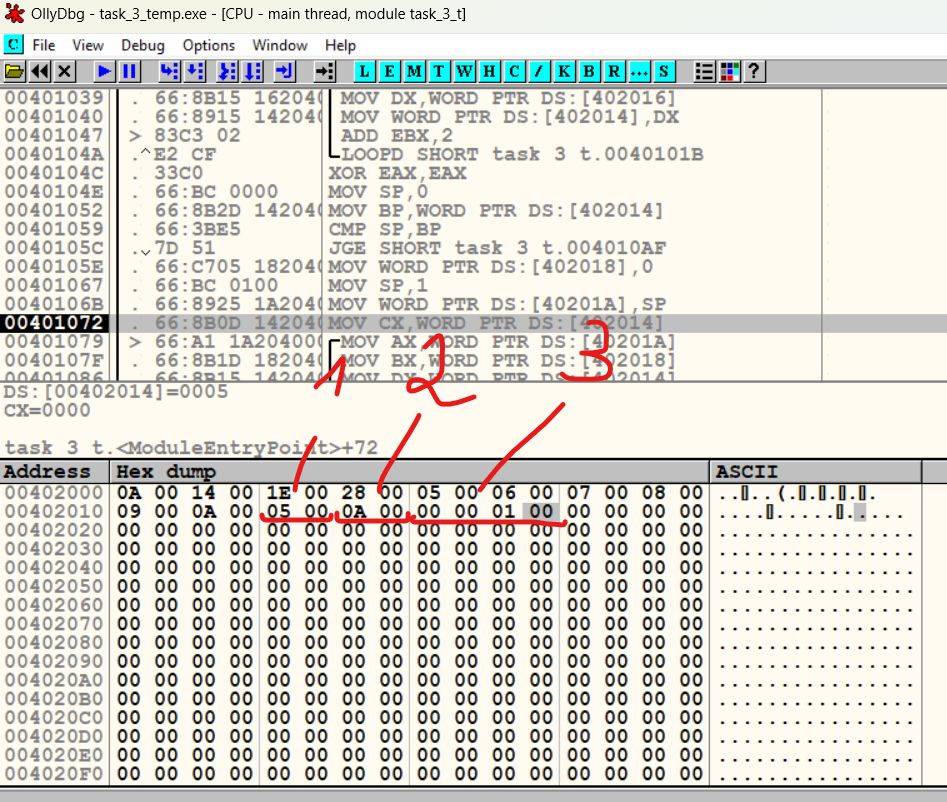 OllyDbg - task_3_temp.exe - [CPU - main thread, module task_3_t]
C File View Debug Options Window Help
L E M T W H C / K B R ... S ?
00401039 . 66:8B15 162040 MOV DX,WORD PTR DS:[402016]
00401040 . 66:8915 142040 MOV WORD PTR DS:[402014],DX
00401047 > 83C3 02 ADD EBX,2
0040104A .^E2 CF LOOPD SHORT task 3 t.0040101B
0040104C . 33C0 XOR EAX,EAX
0040104E . 66:BC 0000 MOV SP,0
00401052 . 66:8B2D 142040 MOV BP,WORD PTR DS:[402014]
00401059 . 66:3BE5 CMP SP,BP
0040105C .v7D 51 JGE SHORT task 3 t.004010AF
0040105E . 66:C705 182040 MOV WORD PTR DS:[402018],0
00401067 . 66:BC 0100 MOV SP,1
0040106B . 66:8925 1A2040 MOV WORD PTR DS:[40201A],SP
00401072 . 66:8B0D 142040 MOV CX,WORD PTR DS:[402014]
00401079 > 66:A1 1A204000 MOV AX,WORD PTR DS:[40201A]
0040107F . 66:8B1D 182040 MOV BX,WORD PTR DS:[402018]
00401086 . 66:8B15 142040 MOV DX,WORD PTR DS:[402014]
1 2 3
DS:[00402014]=0005
CX=0000
task 3 t.<ModuleEntryPoint>+72
Address Hex dump ASCII
00402000 0A 00 14 00 1E 00 28 00 05 00 06 00 07 00 08 00
00402010 09 00 0A 00 05 00 0A 00 00 00 01 00 00 00 00 00
00402020 00 00 00 00 00 00 00 00 00 00 00 00 00 00 00 00 ................
00402030 00 00 00 00 00 00 00 00 00 00 00 00 00 00 00 00 ................
00402040 00 00 00 00 00 00 00 00 00 00 00 00 00 00 00 00 ................
00402050 00 00 00 00 00 00 00 00 00 00 00 00 00 00 00 00 ................
00402060 00 00 00 00 00 00 00 00 00 00 00 00 00 00 00 00 ................
00402070 00 00 00 00 00 00 00 00 00 00 00 00 00 00 00 00 ................
00402080 00 00 00 00 00 00 00 00 00 00 00 00 00 00 00 00 ................
00402090 00 00 00 00 00 00 00 00 00 00 00 00 00 00 00 00 ................
004020A0 00 00 00 00 00 00 00 00 00 00 00 00 00 00 00 00 ................
004020B0 00 00 00 00 00 00 00 00 00 00 00 00 00 00 00 00 ................
004020C0 00 00 00 00 00 00 00 00 00 00 00 00 00 00 00 00 ................
004020D0 00 00 00 00 00 00 00 00 00 00 00 00 00 00 00 00 ................
004020E0 00 00 00 00 00 00 00 00 00 00 00 00 00 00 00 00 ................
004020F0 00 00 00 00 00 00 00 00 00 00 00 00 00 00 00 00 ................